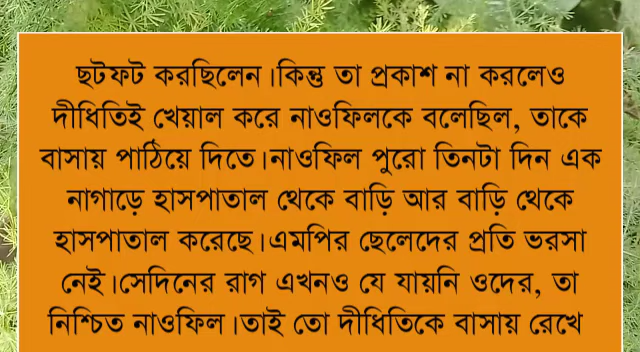 ছটফট করছিলেন।কিন্তু তা প্রকাশ না করলেও
দীধিতিই খেয়াল করে নাওফিলকে বলেছিল, তাকে
বাসায় পাঠিয়ে দিতে।নাওফিল পুরো তিনটা দিন এক
নাগাড়ে হাসপাতাল থেকে বাড়ি আর বাড়ি থেকে
হাসপাতাল করেছে।এমপির ছেলেদের প্রতি ভরসা
নেই।সেদিনের রাগ এখনও যে যায়নি ওদের, তা
নিশ্চিত নাওফিল।তাই তো দীধিতিকে বাসায় রেখে